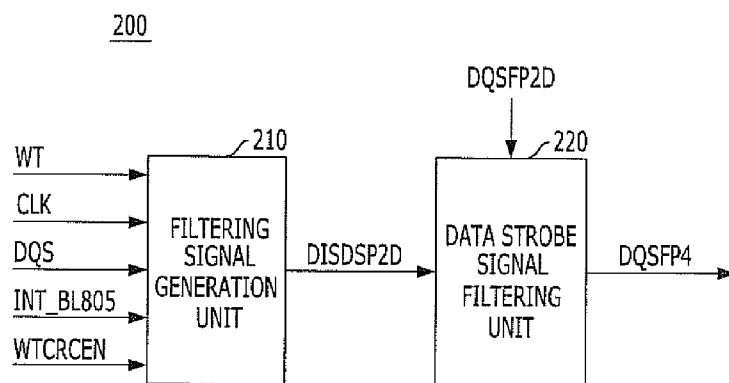 200
DQSFP2D
210
220
WT
CLK
DQS
INT_BL805
WTCRCEN
FILTERING
SIGNAL
GENERATION
UNIT
DISDSP2D
DATA STROBE
SIGNAL
FILTERING
UNIT
DQSFP4